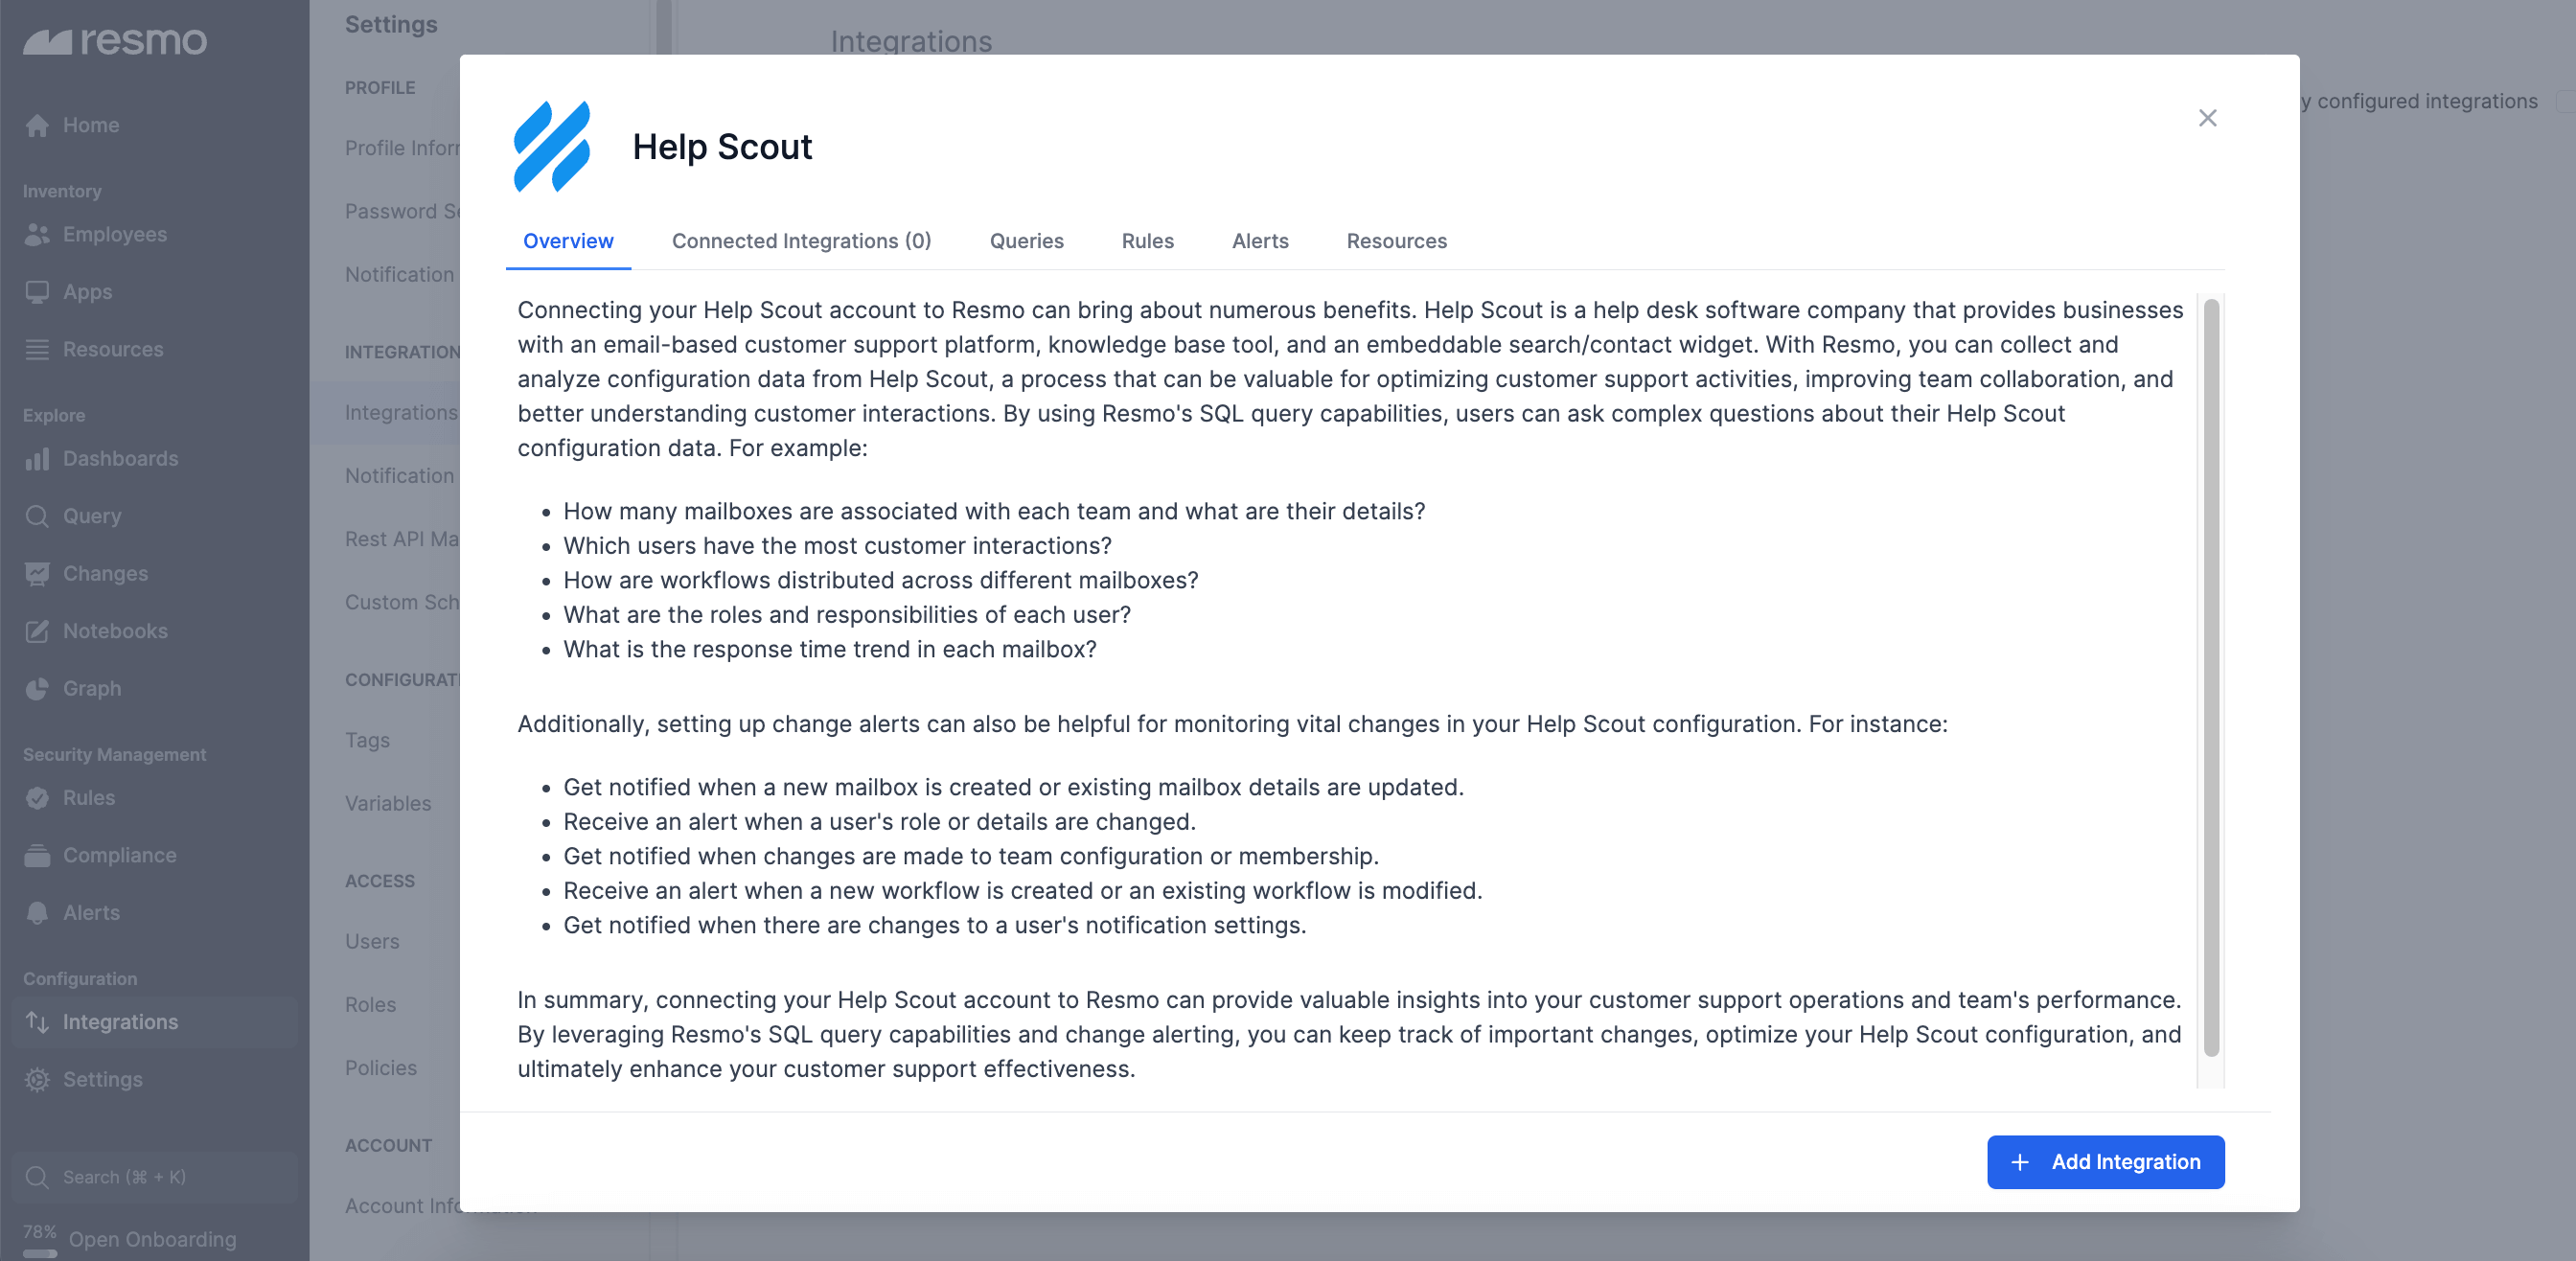 resmo
Home
Inventory
Employees
Apps
Resources
Explore
Dashboards
Query
Changes
Notebooks
Graph
Security Management
Rules
Compliance
Alerts
Configuration
Integrations
Settings
Search (⌘ + K)
78%
Open Onboarding
Settings
PROFILE
Profile
Password
Notification
Integrations
Notification
Rest API
Custom
Tags
Variables
ACCESS
Users
Roles
Policies
ACCOUNT
Account
Integrations
configured integrations
Help Scout
Overview
Connected Integrations (0)
Queries
Rules
Alerts
Resources
Connecting your Help Scout account to Resmo can bring about numerous benefits. Help Scout is a help desk software company that provides businesses
with an email-based customer support platform, knowledge base tool, and an embeddable search/contact widget. With Resmo, you can collect and
analyze configuration data from Help Scout, a process that can be valuable for optimizing customer support activities, improving team collaboration, and
better understanding customer interactions. By using Resmo's SQL query capabilities, users can ask complex questions about their Help Scout
configuration data. For example:
• How many mailboxes are associated with each team and what are their details?
• Which users have the most customer interactions?
• How are workflows distributed across different mailboxes?
• What are the roles and responsibilities of each user?
• What is the response time trend in each mailbox?
Additionally, setting up change alerts can also be helpful for monitoring vital changes in your Help Scout configuration. For instance:
• Get notified when a new mailbox is created or existing mailbox details are updated.
• Receive an alert when a user's role or details are changed.
• Get notified when changes are made to team configuration or membership.
• Receive an alert when a new workflow is created or an existing workflow is modified.
• Get notified when there are changes to a user's notification settings.
In summary, connecting your Help Scout account to Resmo can provide valuable insights into your customer support operations and team's performance.
By leveraging Resmo's SQL query capabilities and change alerting, you can keep track of important changes, optimize your Help Scout configuration, and
ultimately enhance your customer support effectiveness.
+ Add Integration